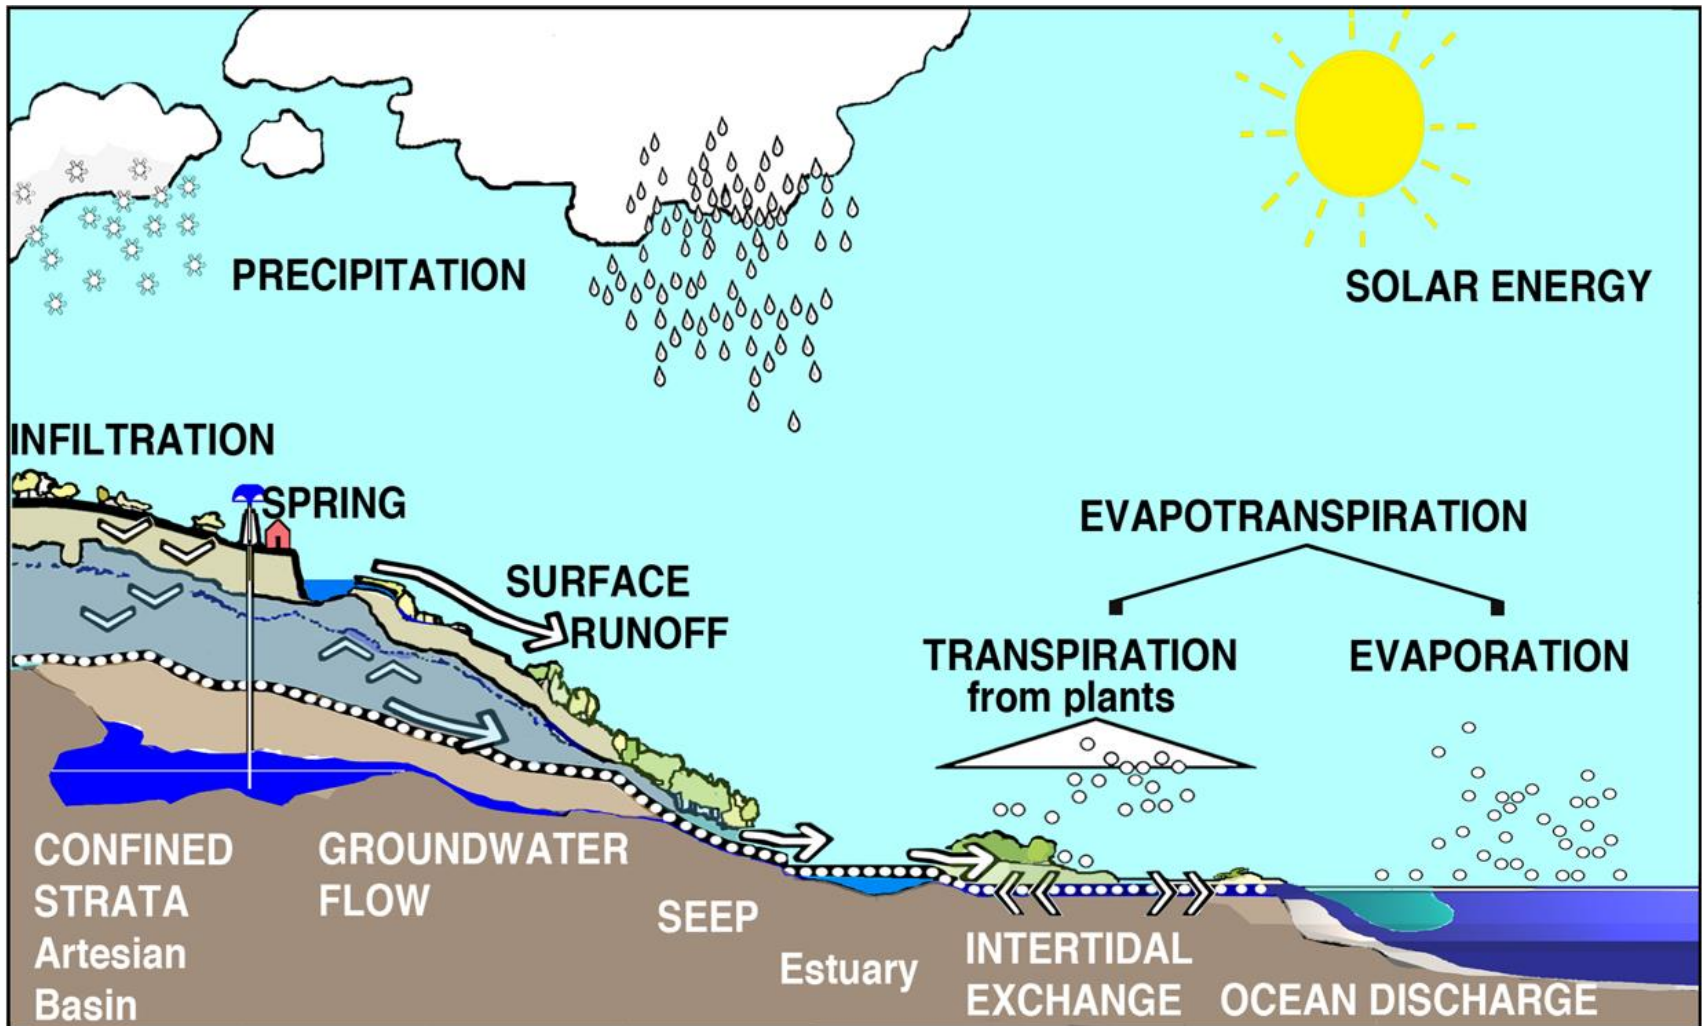 PRECIPITATION
SOLAR ENERGY
INFILTRATION
SPRING
SURFACE
RUNOFF
EVAPOTRANSPIRATION
TRANSPIRATION
from plants
EVAPORATION
CONFINED
STRATA
Artesian
Basin
GROUNDWATER
FLOW
SEEP
Estuary
INTERTIDAL
EXCHANGE
OCEAN DISCHARGE